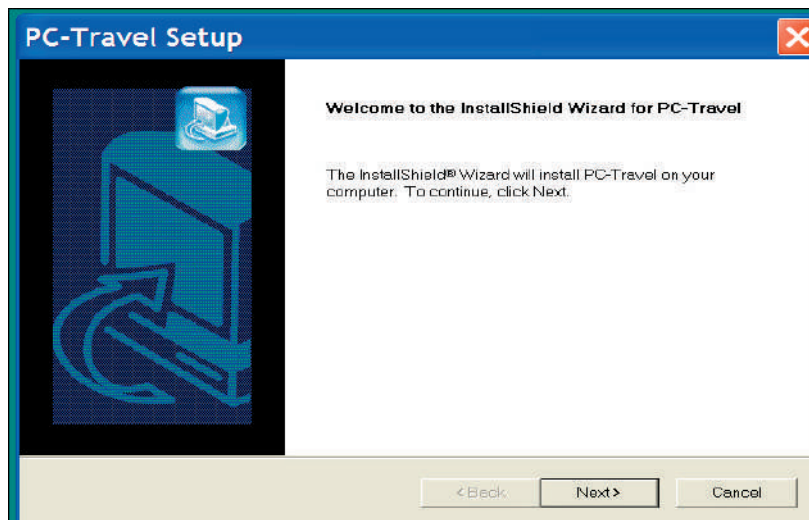 PC-Travel Setup
Welcome to the InstallShield Wizard for PC-Travel
The InstallShield® Wizard will install PC-Travel on your
computer. To continue, click Next.
< Back
Next >
Cancel